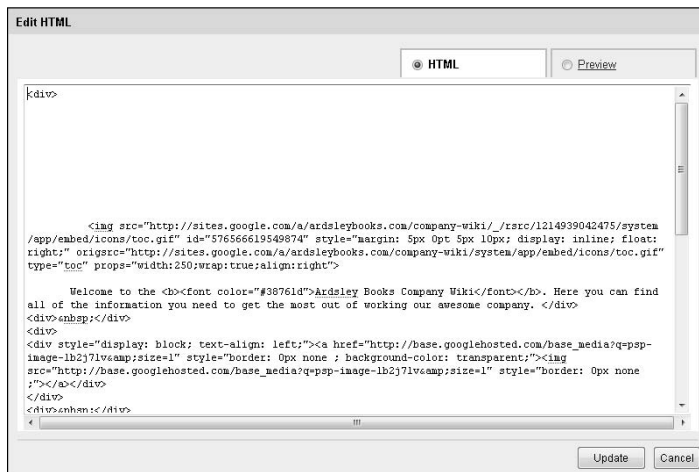 Edit HTML
HTML
Preview
<div>
<img src="http://sites.google.com/a/ardsleybooks.com/company-wiki/_/rsrc/1214939042475/system
/app/embed/icons/toc.gif" id="576566619549874" style="margin: 5px 0pt 5px 10px; display: inline; float:
right;" origsrc="http://sites.google.com/a/ardsleybooks.com/company-wiki/system/app/embed/icons/toc.gif"
type="toc" props="width:250;wrap:true;align:right">
Welcome to the <b><font color="#38761d">Ardsley Books Company Wiki</font></b>. Here you can find
all of the information you need to get the most out of working our awesome company. </div>
<div>&nbsp;</div>
<div>
<div style="display: block; text-align: left;"><a href="http://base.googlehosted.com/base_media?q=psp-
image-lb2j7lv&amp;size=l" style="border: 0px none ; background-color: transparent;"><img
src="http://base.googlehosted.com/base_media?q=psp-image-lb2j7lv&amp;size=l" style="border: 0px none
;"></a></div>
</div>
<div>&nbsp;</div>
Update
Cancel